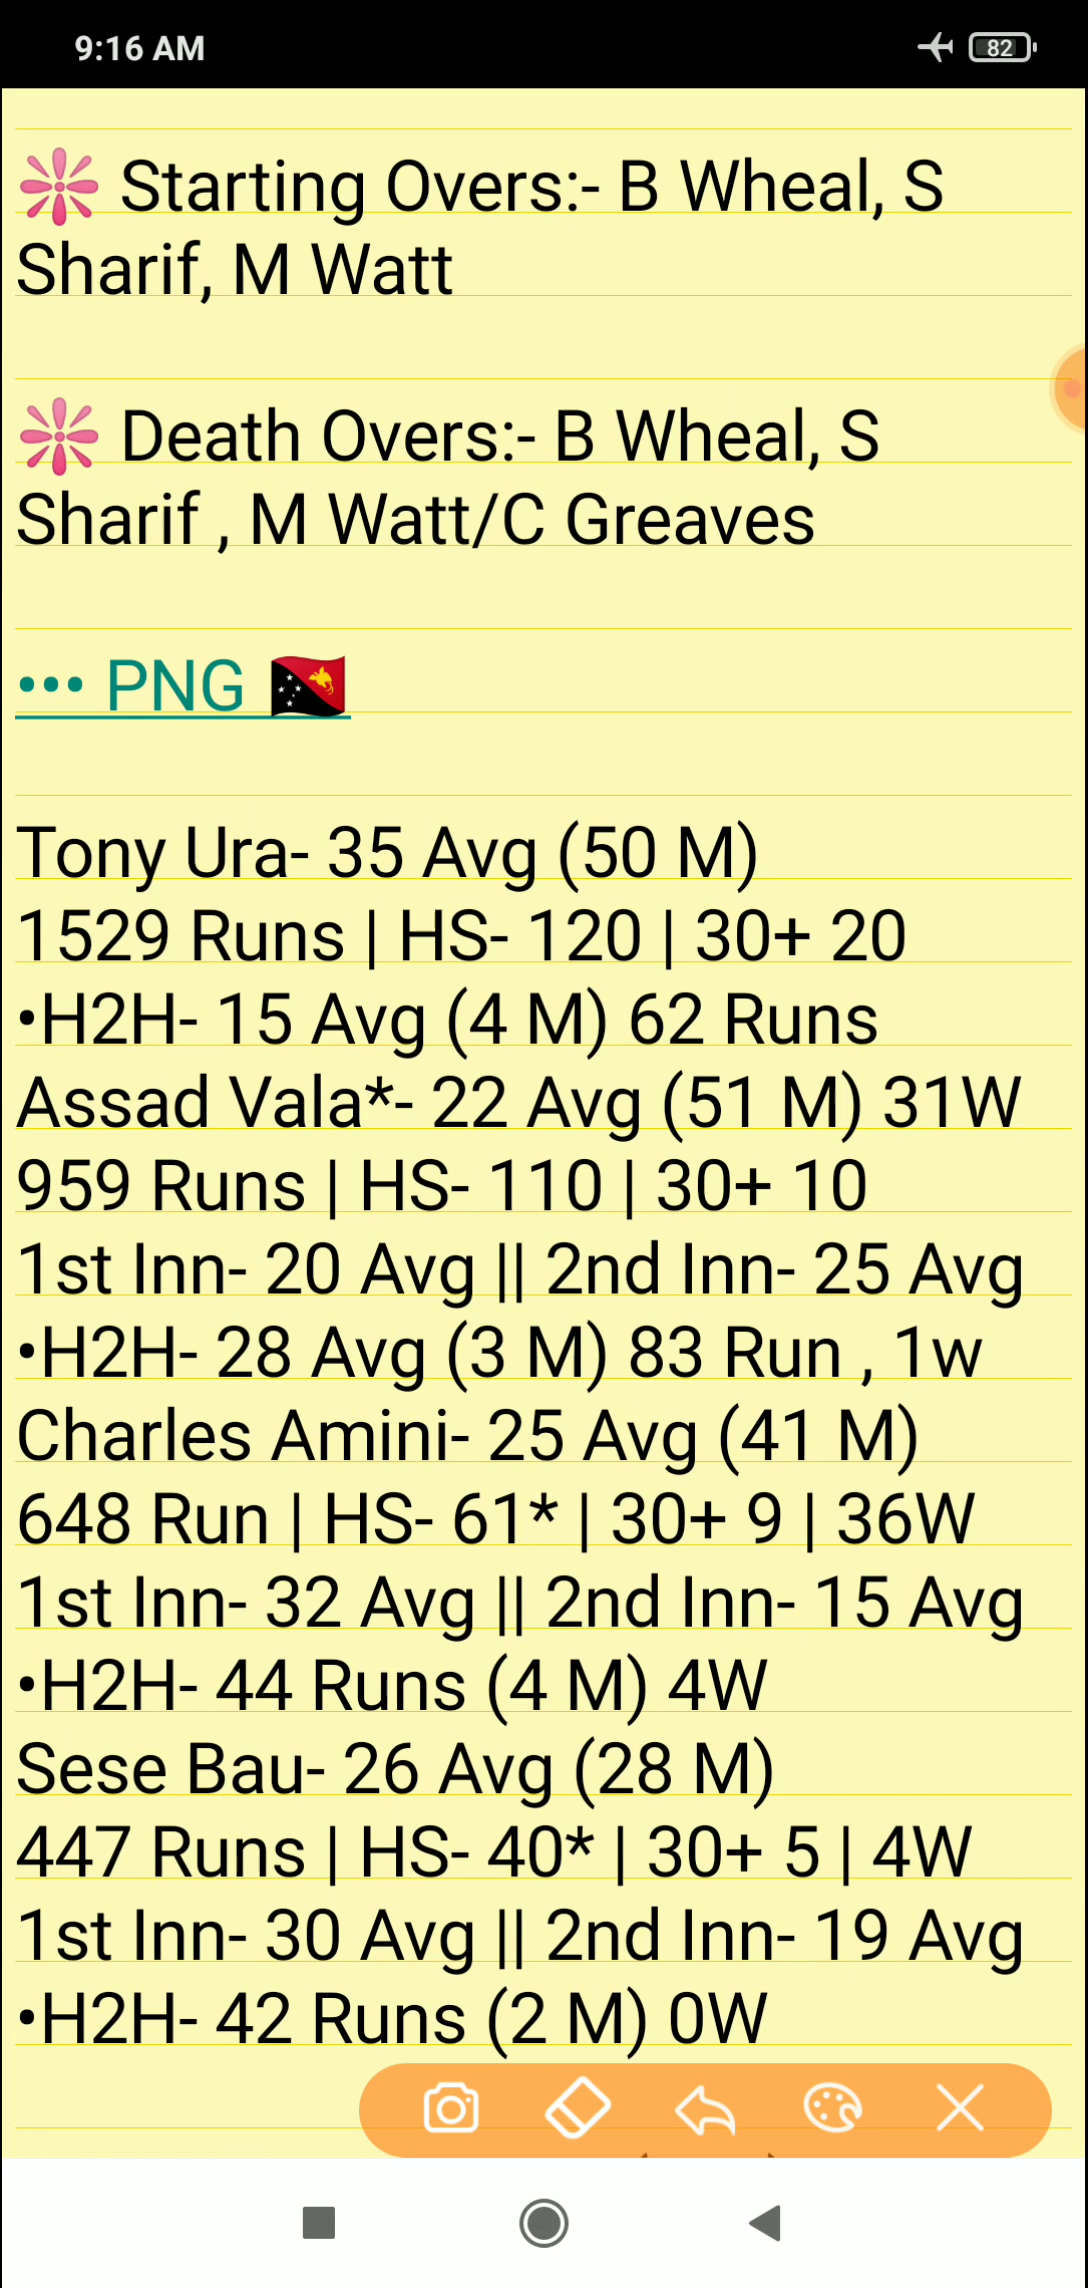 9:16 AM
82
Starting Overs:- B Wheal, S
Sharif, M Watt
Death Overs:- B Wheal, S
Sharif , M Watt/C Greaves
••• PNG 🇵🇬
Tony Ura- 35 Avg (50 M)
1529 Runs | HS- 120 | 30+ 20
•H2H- 15 Avg (4 M) 62 Runs
Assad Vala*- 22 Avg (51 M) 31W
959 Runs | HS- 110 | 30+ 10
1st Inn- 20 Avg || 2nd Inn- 25 Avg
•H2H- 28 Avg (3 M) 83 Run , 1w
Charles Amini- 25 Avg (41 M)
648 Run | HS- 61* | 30+ 9 | 36W
1st Inn- 32 Avg || 2nd Inn- 15 Avg
•H2H- 44 Runs (4 M) 4W
Sese Bau- 26 Avg (28 M)
447 Runs | HS- 40* | 30+ 5 | 4W
1st Inn- 30 Avg || 2nd Inn- 19 Avg
•H2H- 42 Runs (2 M) 0W